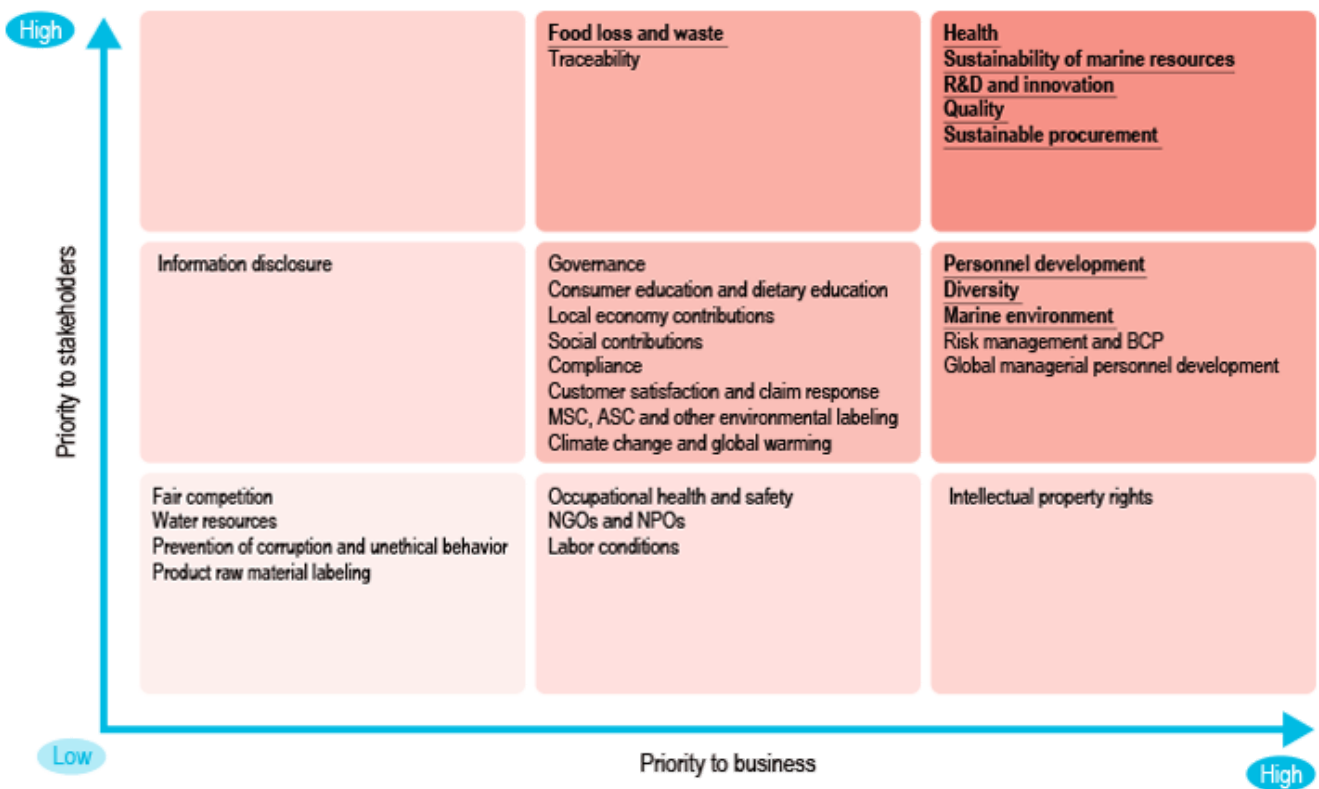 High
Priority to stakeholders
Food loss and waste
Traceability
Health
Sustainability of marine resources
R&D and innovation
Quality
Sustainable procurement
Information disclosure
Governance
Consumer education and dietary education
Local economy contributions
Social contributions
Compliance
Customer satisfaction and claim response
MSC, ASC and other environmental labeling
Climate change and global warming
Personnel development
Diversity
Marine environment
Risk management and BCP
Global managerial personnel development
Fair competition
Water resources
Prevention of corruption and unethical behavior
Product raw material labeling
Occupational health and safety
NGOs and NPOs
Labor conditions
Intellectual property rights
Low
Priority to business
High